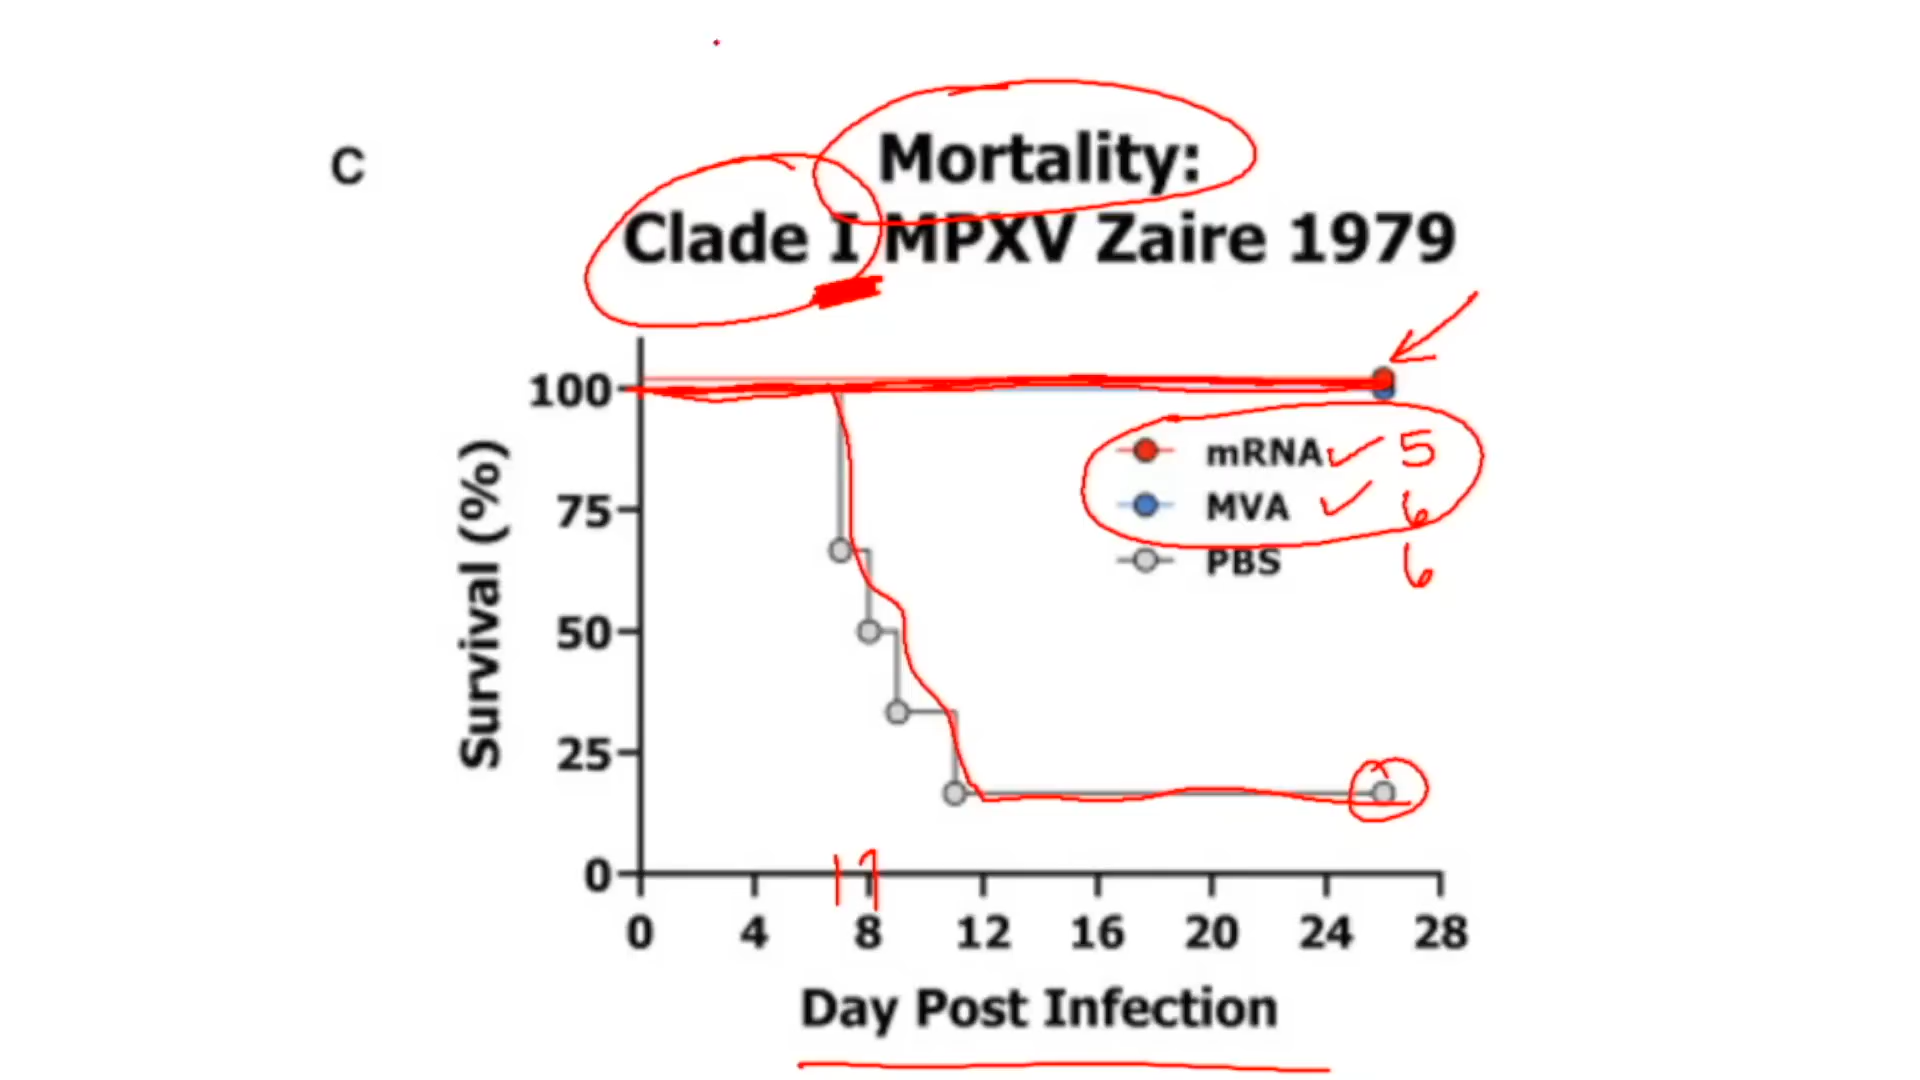 C
Mortality:
Clade I MPXV Zaire 1979
100
75
50
25
0
Survival (%)
mRNA ✓ 5
MVA ✓ 6
PBS 6
0 4 8 12 16 20 24 28
Day Post Infection